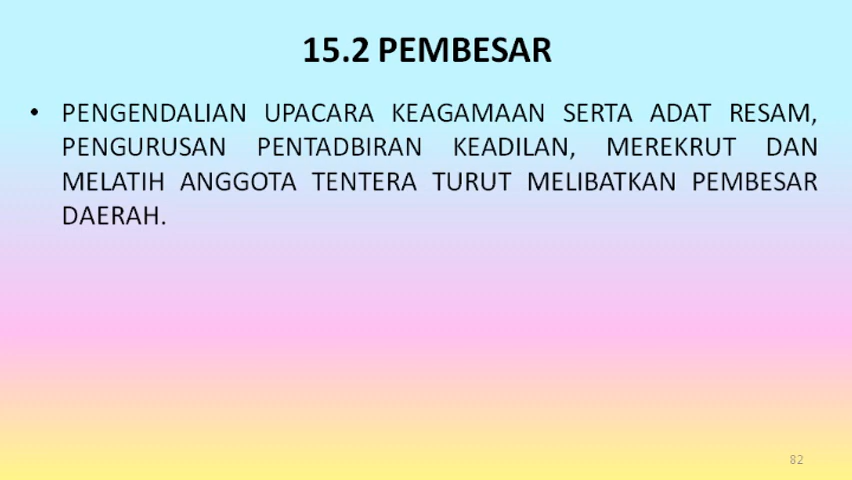 15.2 PEMBESAR
• PENGENDALIAN UPACARA KEAGAMAAN SERTA ADAT RESAM,
PENGURUSAN PENTADBIRAN KEADILAN, MEREKRUT DAN
MELATIH ANGGOTA TENTERA TURUT MELIBATKAN PEMBESAR
DAERAH.
82